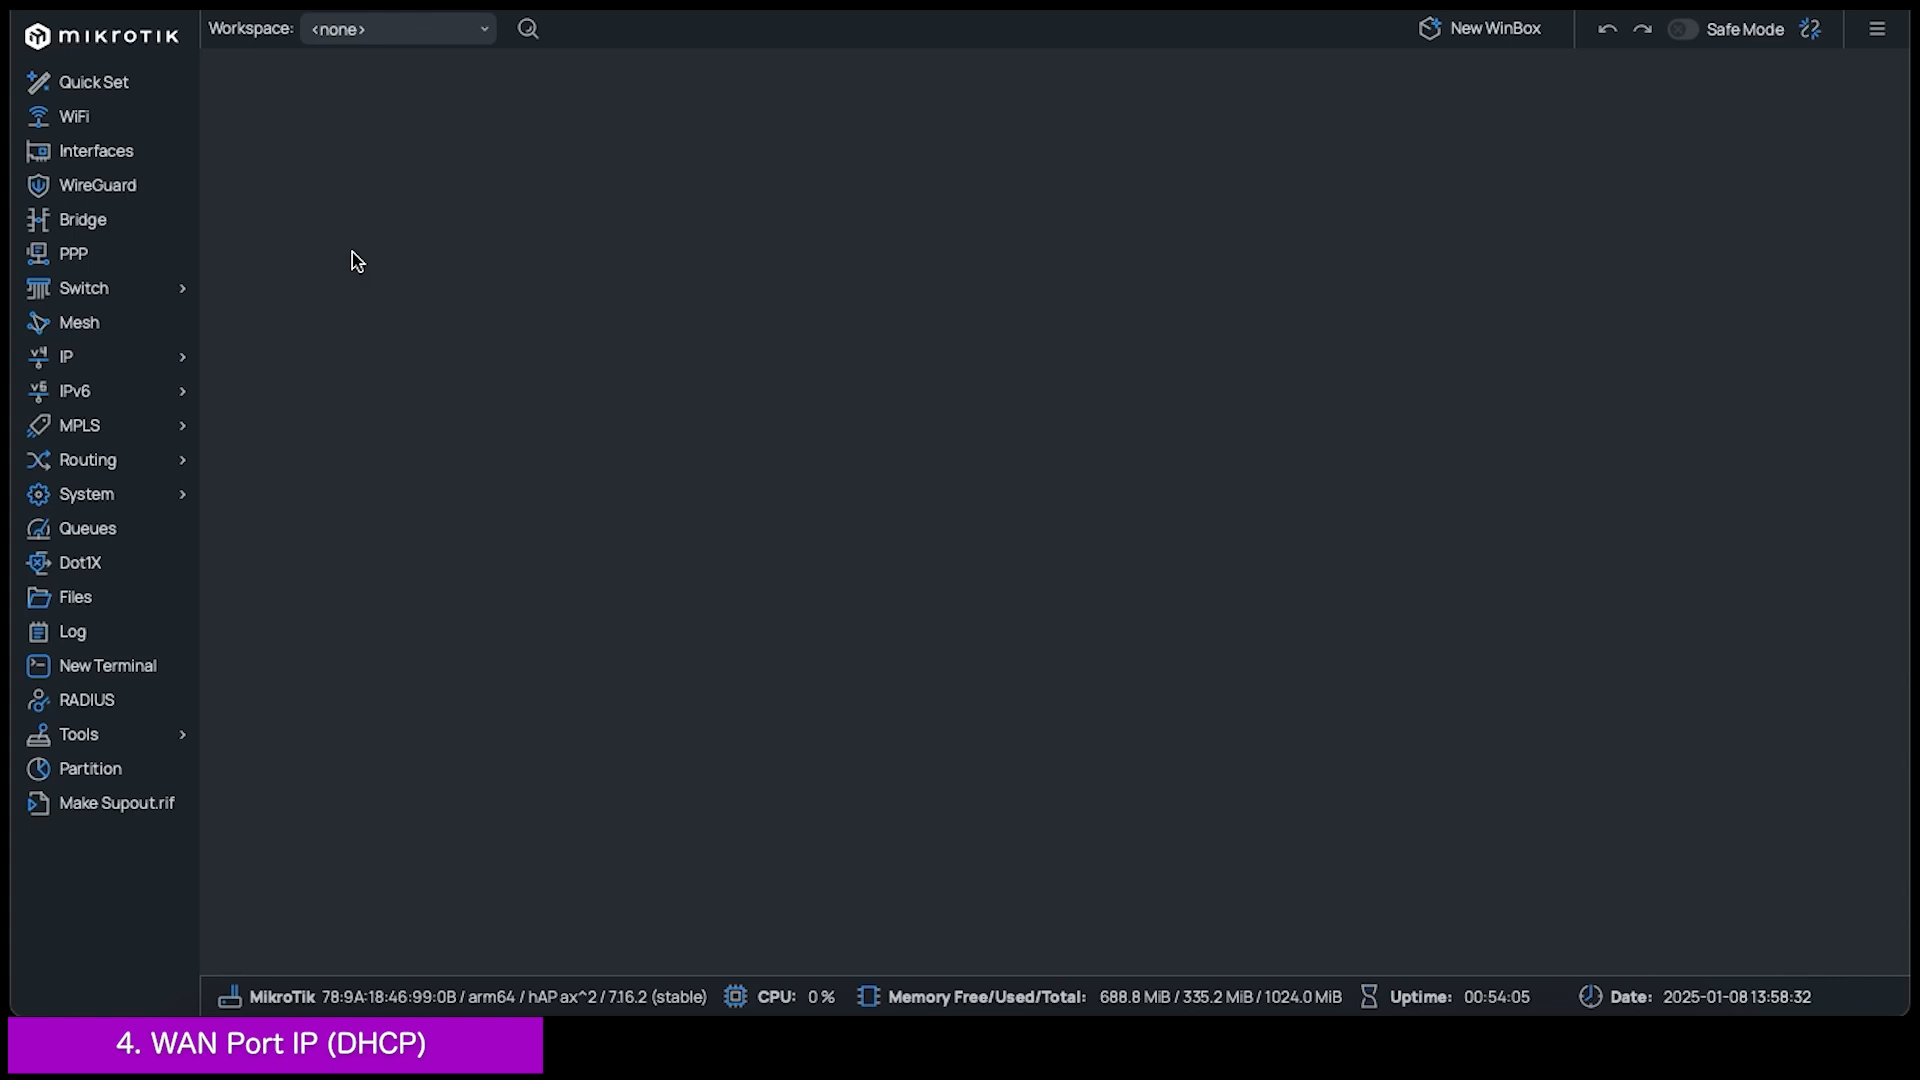 mikrotik
Workspace: <none>
New WinBox
Safe Mode
Quick Set
WiFi
Interfaces
WireGuard
Bridge
PPP
Switch
Mesh
v4 IP
v6 IPv6
MPLS
Routing
System
Queues
Dot1X
Files
Log
New Terminal
RADIUS
Tools
Partition
Make Supout.rif
MikroTik 78:9A:18:46:99:0B / arm64 / hAP ax^2 / 7.16.2 (stable) CPU: 0 % Memory Free/Used/Total: 688.8 MiB / 335.2 MiB / 1024.0 MiB Uptime: 00:54:05 Date: 2025-01-08 13:58:32
4. WAN Port IP (DHCP)